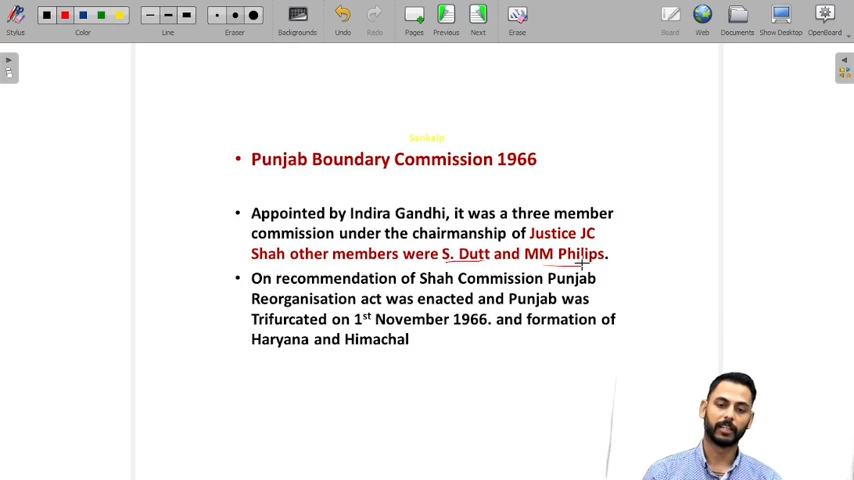 Stylus
Color
Line
Eraser
Backgrounds
Undo
Redo
Pages
Previous
Next
Erase
Board
Web
Documents
Show Desktop
OpenBoard
Sankalp
• Punjab Boundary Commission 1966
• Appointed by Indira Gandhi, it was a three member
commission under the chairmanship of Justice JC
Shah other members were S. Dutt and MM Philips.
• On recommendation of Shah Commission Punjab
Reorganisation act was enacted and Punjab was
Trifurcated on 1st November 1966. and formation of
Haryana and Himachal